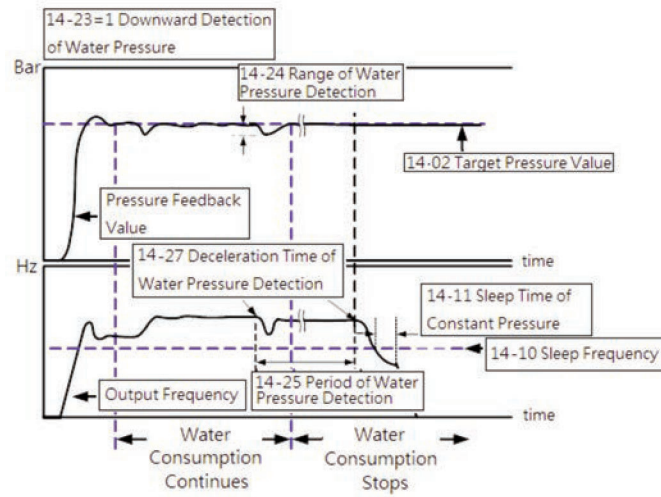 14-23=1 Downward Detection
of Water Pressure
Bar
14-24 Range of Water
Pressure Detection
14-02 Target Pressure Value
Pressure Feedback
Value
time
14-27 Deceleration Time of
Water Pressure Detection
Hz
14-11 Sleep Time of
Constant Pressure
14-10 Sleep Frequency
14-25 Period of Water
Pressure Detection
Output Frequency
time
Water
Consumption
Continues
Water
Consumption
Stops